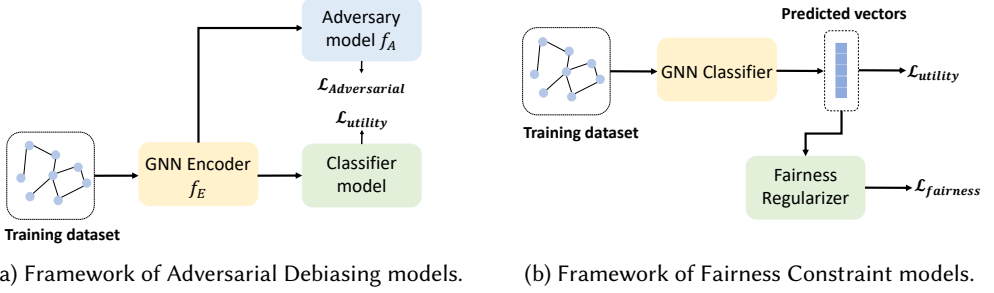 Adversary
model f_A
ℒ_Adversarial
ℒ_utility
GNN Encoder
f_E
Classifier
model
Training dataset
a) Framework of Adversarial Debiasing models.
Predicted vectors
GNN Classifier
ℒ_utility
Training dataset
Fairness
Regularizer
ℒ_fairness
(b) Framework of Fairness Constraint models.